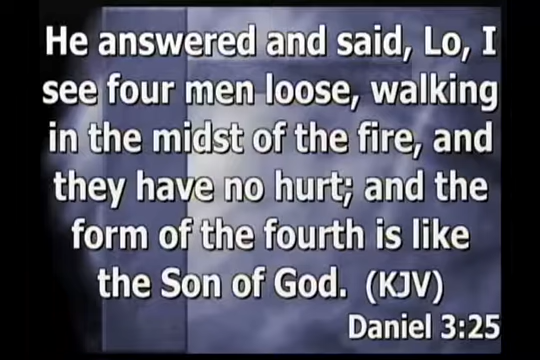 He answered and said, Lo, I
see four men loose, walking
in the midst of the fire, and
they have no hurt; and the
form of the fourth is like
the Son of God. (KJV)
Daniel 3:25